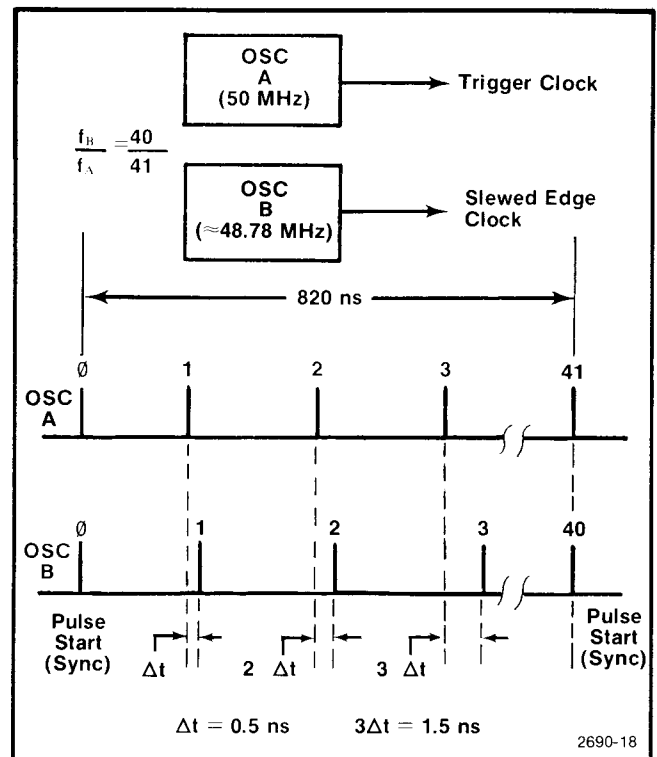 OSC
A
(50 MHz)
Trigger Clock
f_B / f_A = 40 / 41
OSC
B
(≈48.78 MHz)
Slewed Edge
Clock
820 ns
Ø 1 2 3 41
OSC
A
Ø 1 2 3 40
OSC
B
Pulse
Start
(Sync)
Δt 2 Δt 3 Δt
Pulse
Start
(Sync)
Δt = 0.5 ns 3Δt = 1.5 ns
2690-18